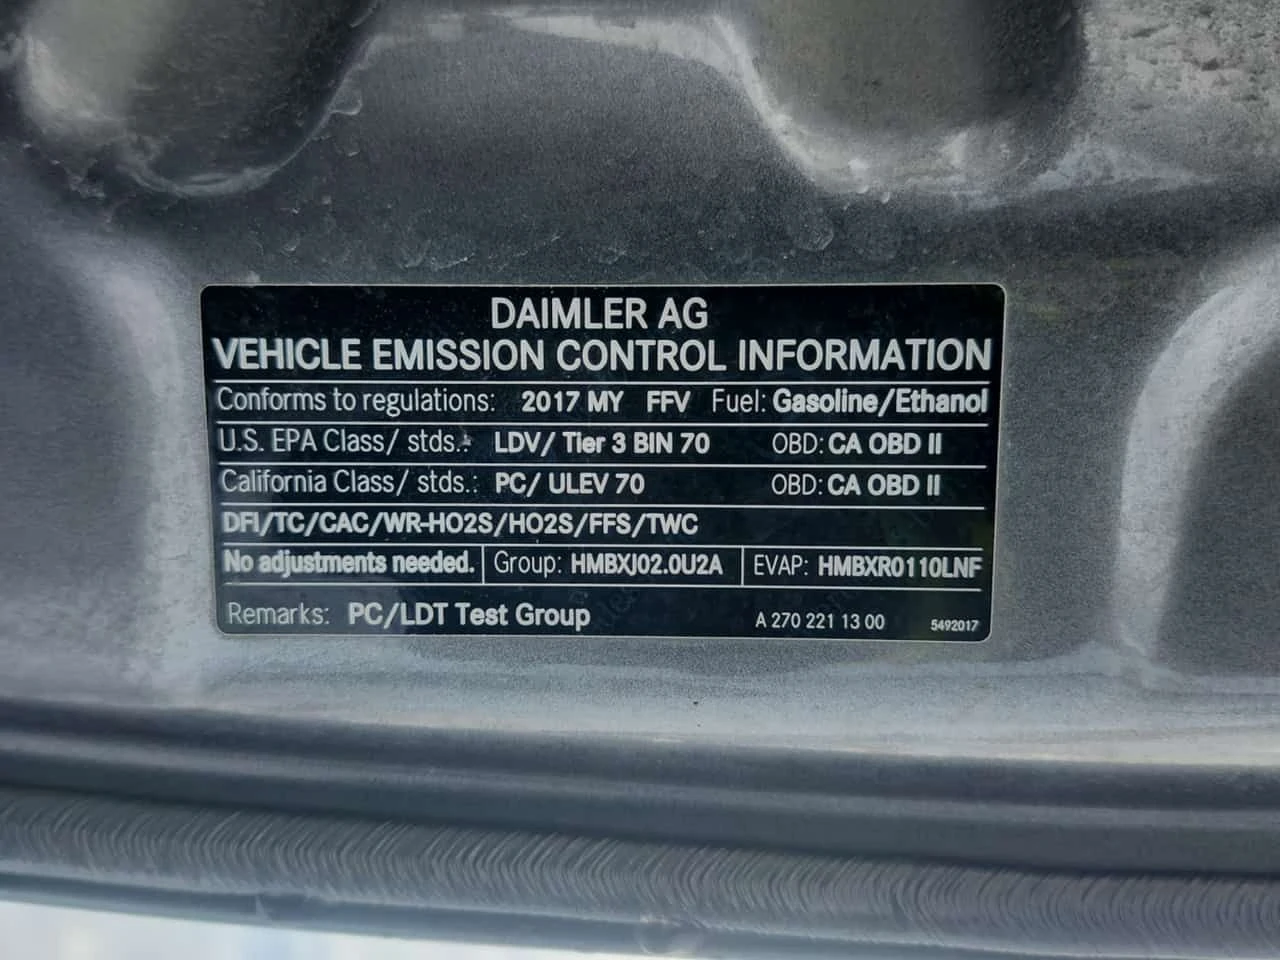 DAIMLER AG
VEHICLE EMISSION CONTROL INFORMATION
Conforms to regulations: 2017 MY FFV Fuel: Gasoline/Ethanol
U.S. EPA Class/ stds.: LDV/ Tier 3 BIN 70 OBD: CA OBD II
California Class/ stds.: PC/ ULEV 70 OBD: CA OBD II
DFI/TC/CAC/WR-HO2S/HO2S/FFS/TWC
No adjustments needed. Group: HMBXJ02.0U2A EVAP: HMBXR0110LNF
Remarks: PC/LDT Test Group A 270 221 13 00 5492017